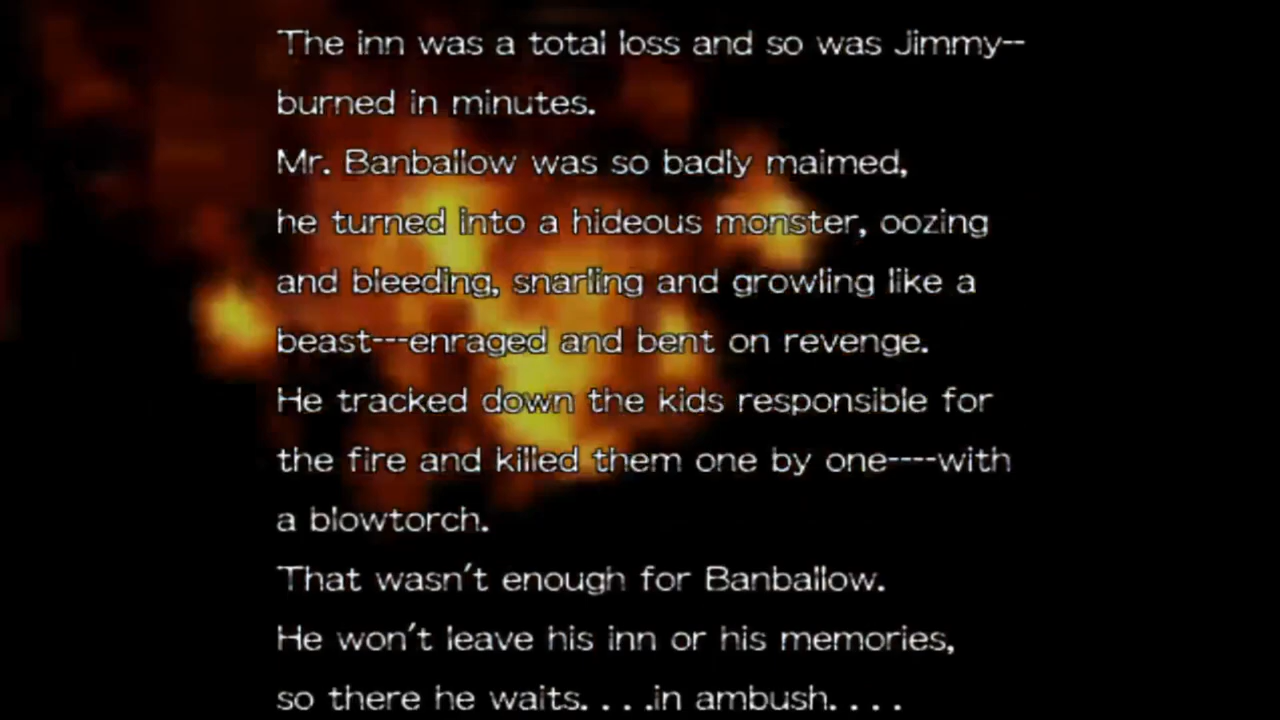 The inn was a total loss and so was Jimmy--
burned in minutes.
Mr. Banballow was so badly maimed,
he turned into a hideous monster, oozing
and bleeding, snarling and growling like a
beast---enraged and bent on revenge.
He tracked down the kids responsible for
the fire and killed them one by one----with
a blowtorch.
That wasn't enough for Banballow.
He won't leave his inn or his memories,
so there he waits. . . .in ambush. . . .